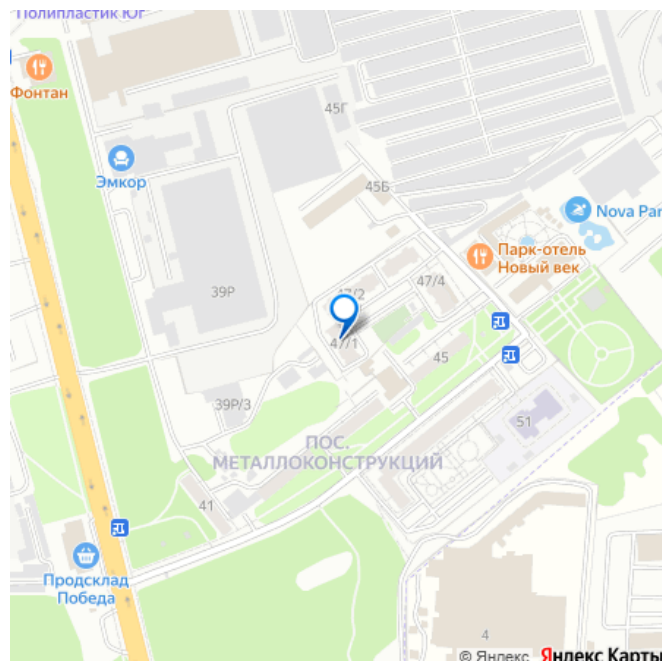 Полипластик Юг
Фонтан
45Г
Эмкор
45Б
Nova Par
Парк-отель
Новый век
39Р
47/2
47/4
47/1
45
39Р/3
51
ПОС.
МЕТАЛЛОКОНСТРУКЦИЙ
41
Продсклад
Победа
4
© Яндекс Яндекс Карты